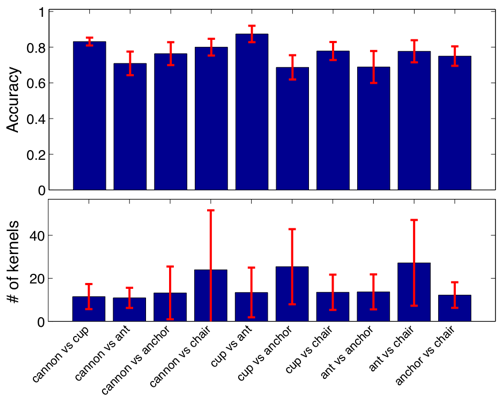 1
0.8
0.6
0.4
0.2
0
Accuracy
40
20
0
# of kernels
cannon vs cup
cannon vs ant
cannon vs anchor
cannon vs chair
cup vs ant
cup vs anchor
cup vs chair
ant vs anchor
ant vs chair
anchor vs chair